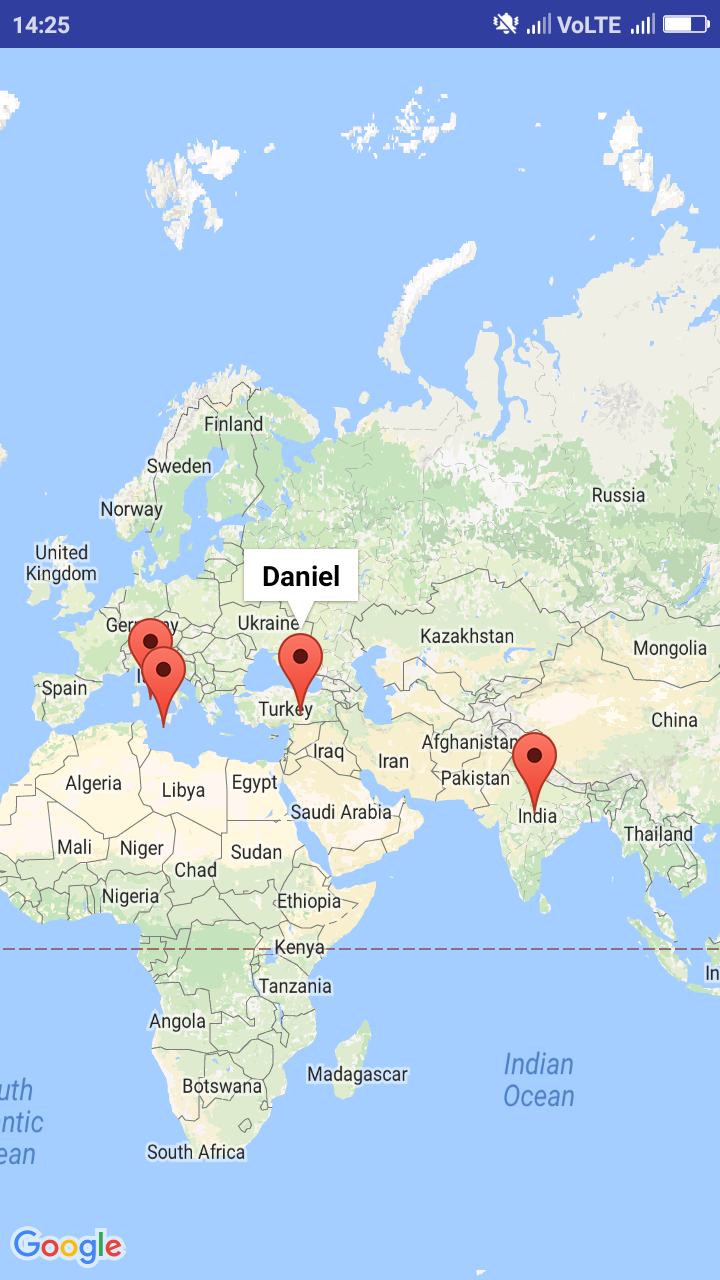 14:25
VoLTE
Finland
Sweden
Russia
Norway
United
Kingdom
Daniel
Ukraine
Kazakhstan
Mongolia
Spain
Turkey
China
Afghanistan
Iraq
Iran
Pakistan
Algeria
Libya
Egypt
Saudi Arabia
India
Thailand
Mali
Niger
Sudan
Chad
Nigeria
Ethiopia
Kenya
Tanzania
In
Angola
Madagascar
Indian
Ocean
Botswana
uth
ntic
ean
South Africa
Google